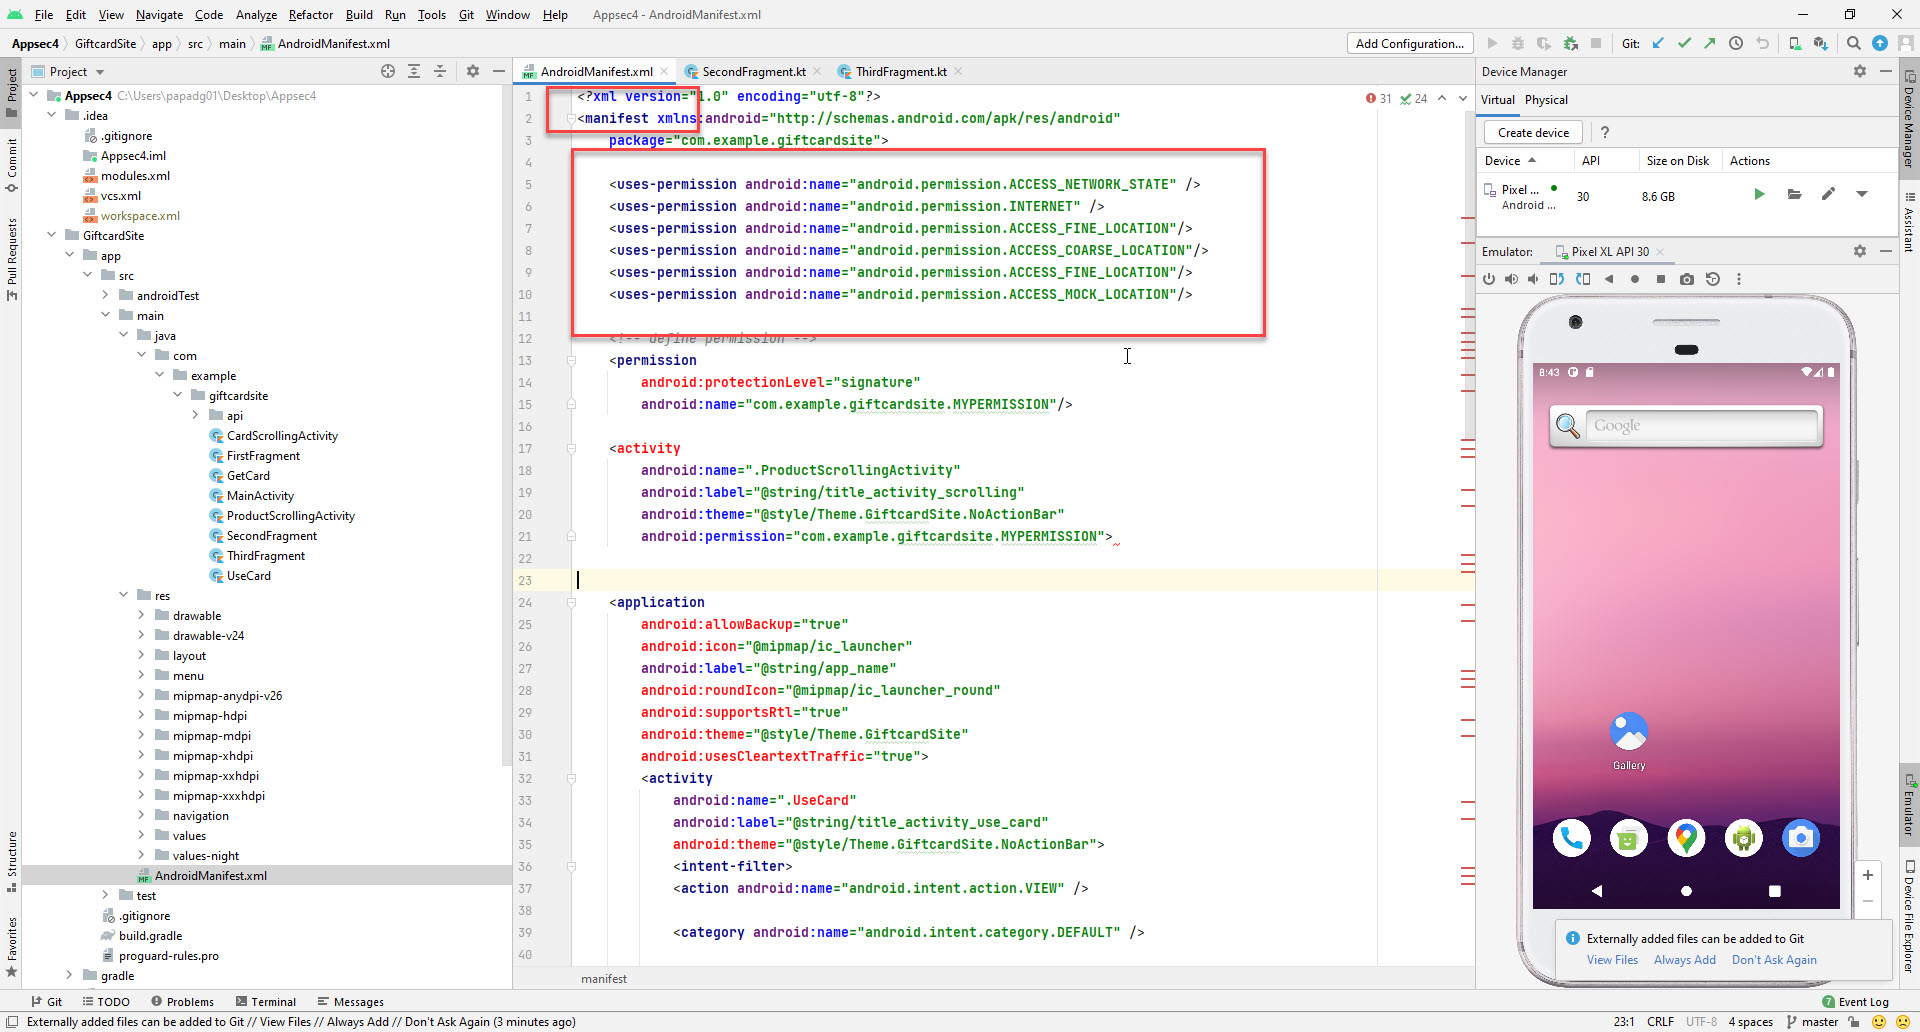 File Edit View Navigate Code Analyze Refactor Build Run Tools Git Window Help Appsec4 - AndroidManifest.xml
Appsec4 GiftcardSite app src main AndroidManifest.xml Add Configuration... Git:
Project
AndroidManifest.xml SecondFragment.kt ThirdFragment.kt
Device Manager
Appsec4 C:\Users\papadg01\Desktop\Appsec4
.idea
.gitignore
Appsec4.iml
modules.xml
vcs.xml
workspace.xml
GiftcardSite
app
src
androidTest
main
java
com
example
giftcardsite
api
CardScrollingActivity
FirstFragment
GetCard
MainActivity
ProductScrollingActivity
SecondFragment
ThirdFragment
UseCard
res
drawable
drawable-v24
layout
menu
mipmap-anydpi-v26
mipmap-hdpi
mipmap-mdpi
mipmap-xhdpi
mipmap-xxhdpi
mipmap-xxxhdpi
navigation
values
values-night
AndroidManifest.xml
test
.gitignore
build.gradle
proguard-rules.pro
gradle
Project
Commit
Pull Requests
Structure
Favorites
31 24
1 <?xml version="1.0" encoding="utf-8"?>
2 <manifest xmlns:android="http://schemas.android.com/apk/res/android"
3 package="com.example.giftcardsite">
4
5 <uses-permission android:name="android.permission.ACCESS_NETWORK_STATE" />
6 <uses-permission android:name="android.permission.INTERNET" />
7 <uses-permission android:name="android.permission.ACCESS_FINE_LOCATION"/>
8 <uses-permission android:name="android.permission.ACCESS_COARSE_LOCATION"/>
9 <uses-permission android:name="android.permission.ACCESS_FINE_LOCATION"/>
10 <uses-permission android:name="android.permission.ACCESS_MOCK_LOCATION"/>
11
12 <!-- define permission -->
13 <permission
14 android:protectionLevel="signature"
15 android:name="com.example.giftcardsite.MYPERMISSION"/>
16
17 <activity
18 android:name=".ProductScrollingActivity"
19 android:label="@string/title_activity_scrolling"
20 android:theme="@style/Theme.GiftcardSite.NoActionBar"
21 android:permission="com.example.giftcardsite.MYPERMISSION">
22
23
24 <application
25 android:allowBackup="true"
26 android:icon="@mipmap/ic_launcher"
27 android:label="@string/app_name"
28 android:roundIcon="@mipmap/ic_launcher_round"
29 android:supportsRtl="true"
30 android:theme="@style/Theme.GiftcardSite"
31 android:usesCleartextTraffic="true">
32 <activity
33 android:name=".UseCard"
34 android:label="@string/title_activity_use_card"
35 android:theme="@style/Theme.GiftcardSite.NoActionBar">
36 <intent-filter>
37 <action android:name="android.intent.action.VIEW" />
38
39 <category android:name="android.intent.category.DEFAULT" />
40
manifest
Virtual Physical
Create device ?
Device API Size on Disk Actions
Pixel ... 30 8.6 GB
Android ...
Emulator: Pixel XL API 30
8:43
Google
Gallery
Device Manager
Assistant
Emulator
Device File Explorer
Externally added files can be added to Git
View Files Always Add Don't Ask Again
Git TODO Problems Terminal Messages 7 Event Log
Externally added files can be added to Git // View Files // Always Add // Don't Ask Again (3 minutes ago) 23:1 CRLF UTF-8 4 spaces master